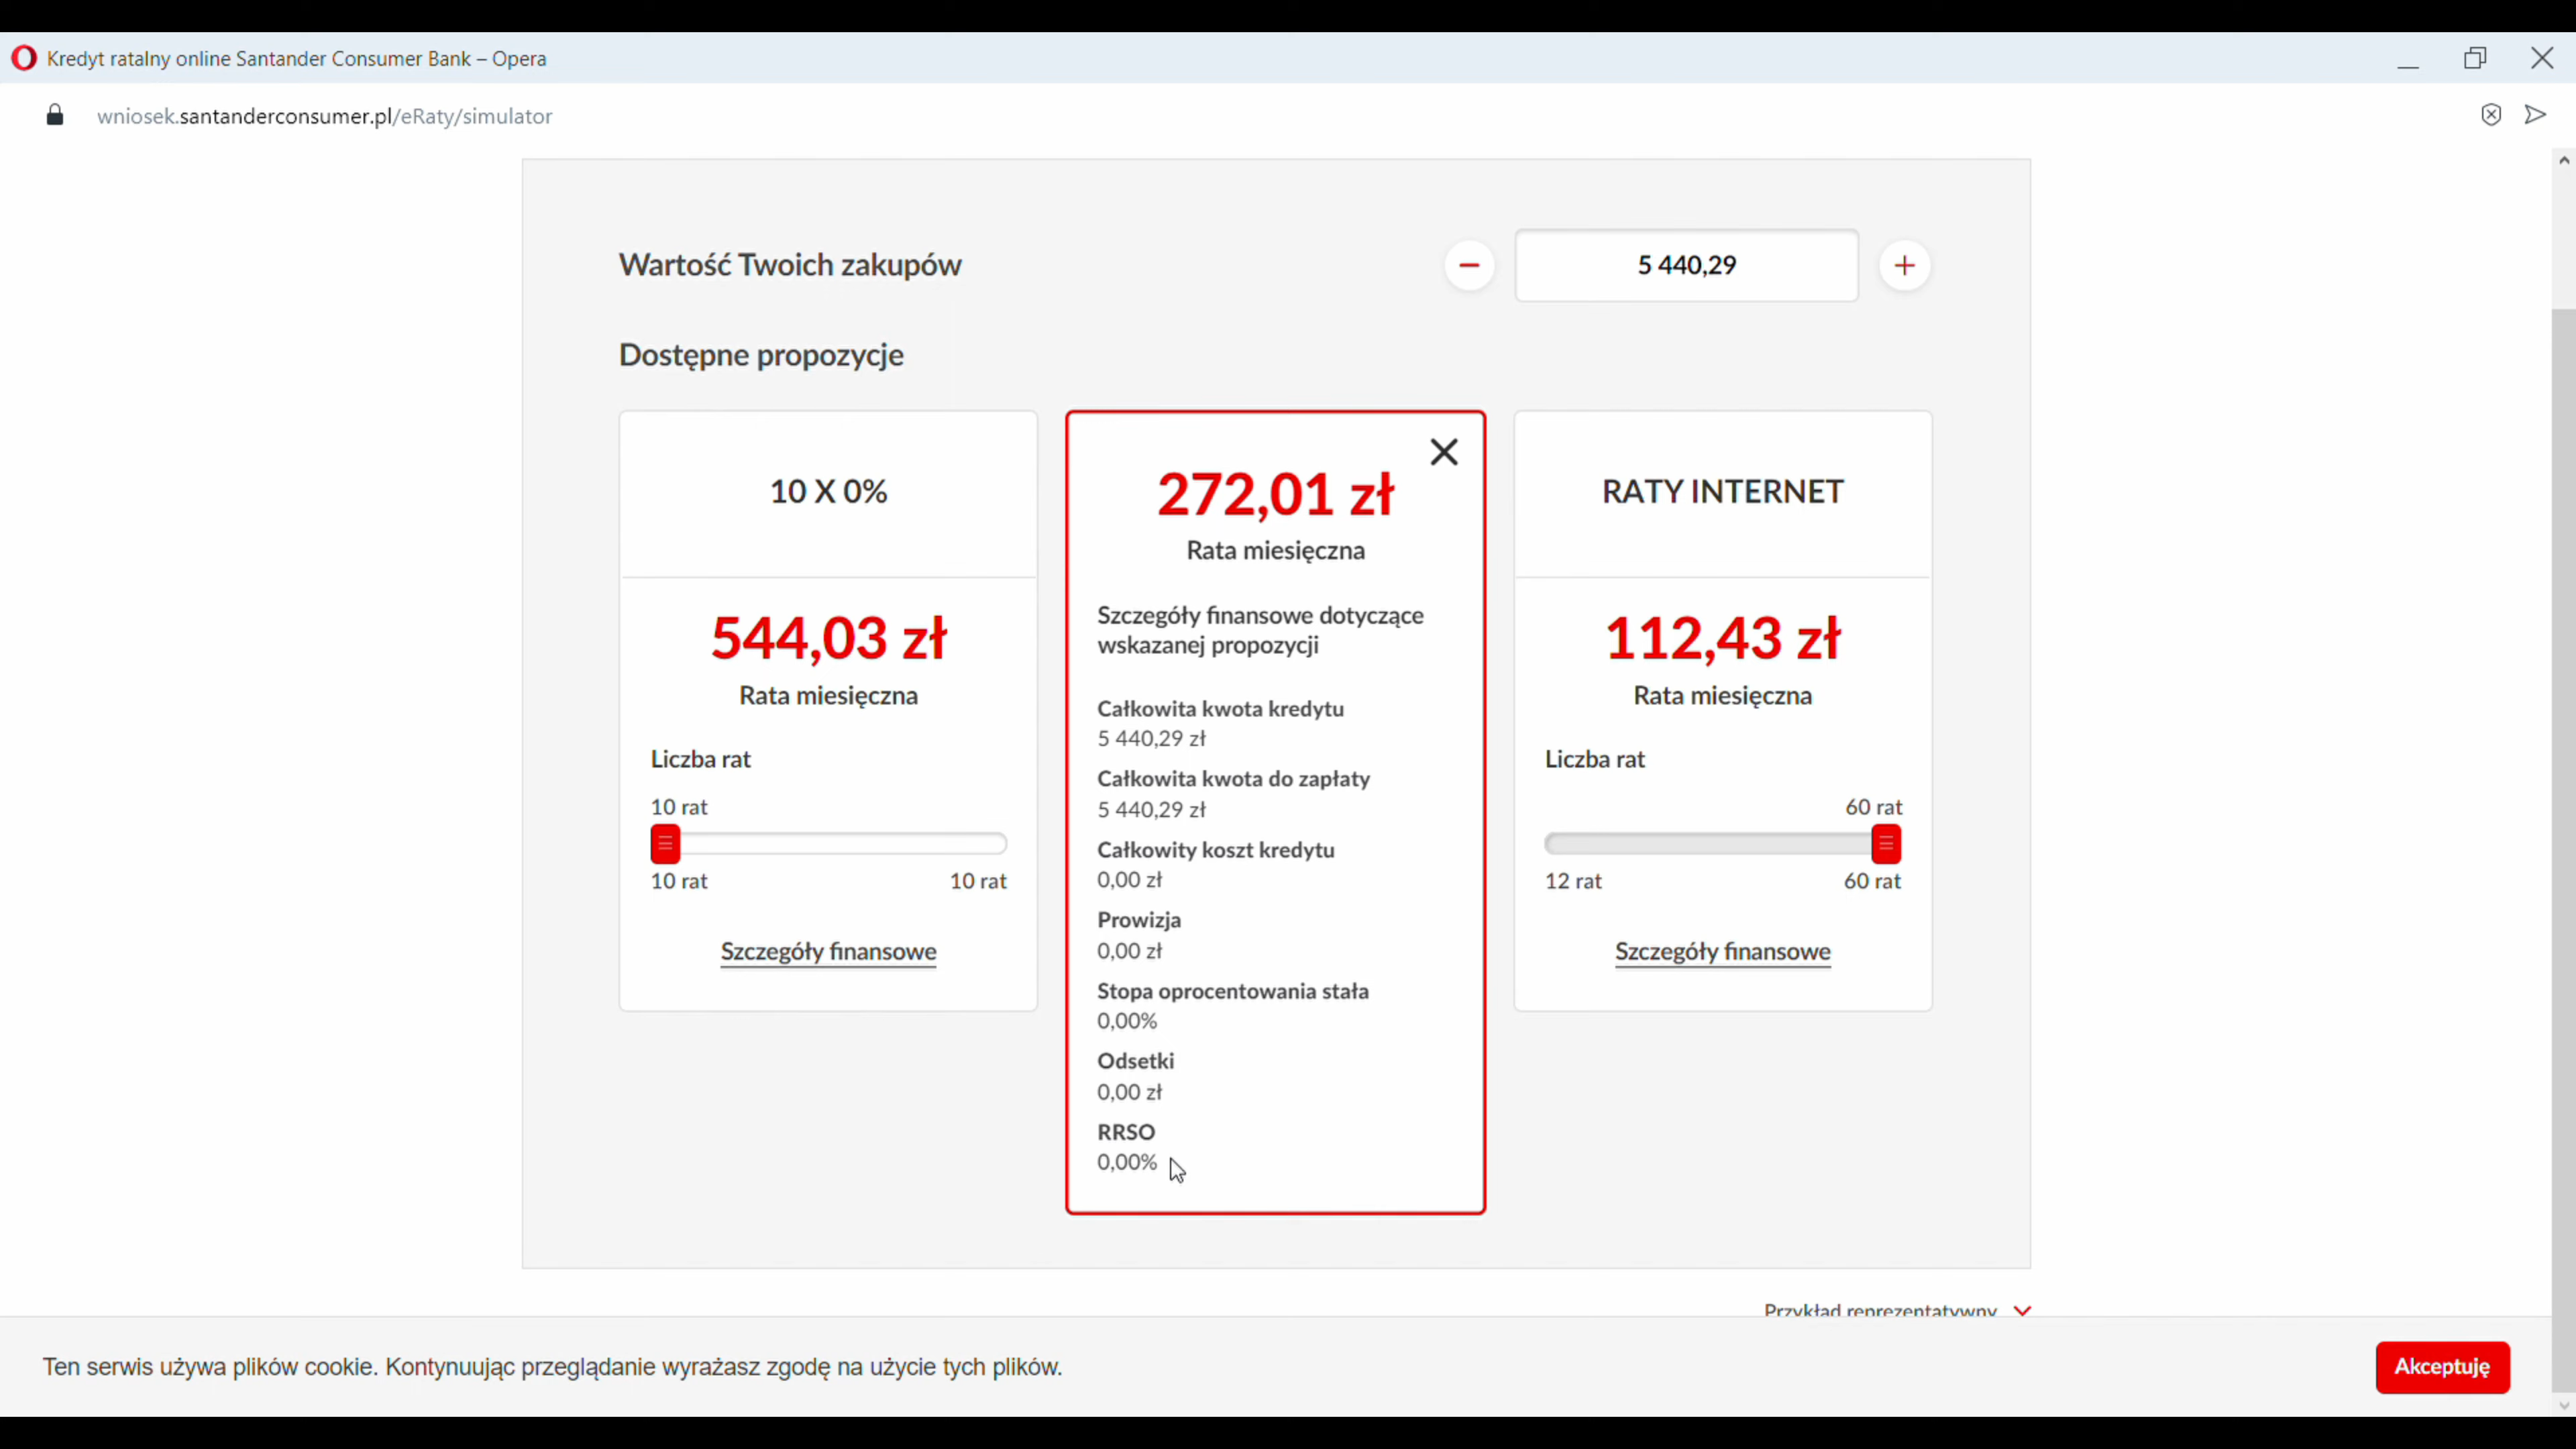 Kredyt ratalny online Santander Consumer Bank – Opera
wniosek.santanderconsumer.pl/eRaty/simulator
Wartość Twoich zakupów
5 440,29
Dostępne propozycje
10 X 0%
544,03 zł
Rata miesięczna
Liczba rat
10 rat
10 rat
10 rat
Szczegóły finansowe
272,01 zł
Rata miesięczna
Szczegóły finansowe dotyczące
wskazanej propozycji
Całkowita kwota kredytu
5 440,29 zł
Całkowita kwota do zapłaty
5 440,29 zł
Całkowity koszt kredytu
0,00 zł
Prowizja
0,00 zł
Stopa oprocentowania stała
0,00%
Odsetki
0,00 zł
RRSO
0,00%
RATY INTERNET
112,43 zł
Rata miesięczna
Liczba rat
60 rat
12 rat
60 rat
Szczegóły finansowe
Przykład reprezentatywny
Ten serwis używa plików cookie. Kontynuując przeglądanie wyrażasz zgodę na użycie tych plików.
Akceptuję